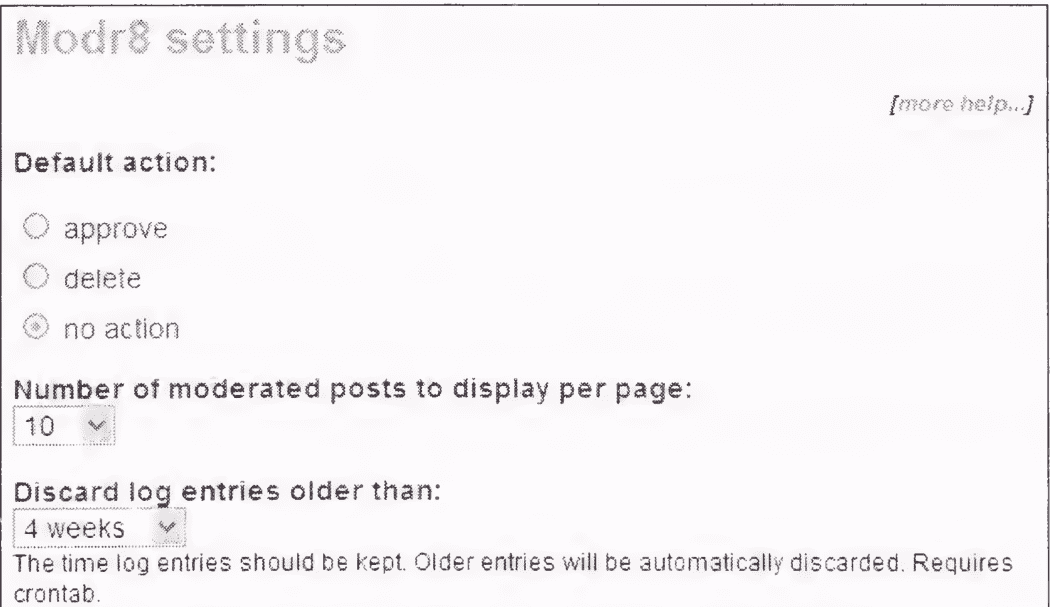 Modr8 settings
[more help...]
Default action:
approve
delete
no action
Number of moderated posts to display per page:
10
Discard log entries older than:
4 weeks
The time log entries should be kept. Older entries will be automatically discarded. Requires
crontab.